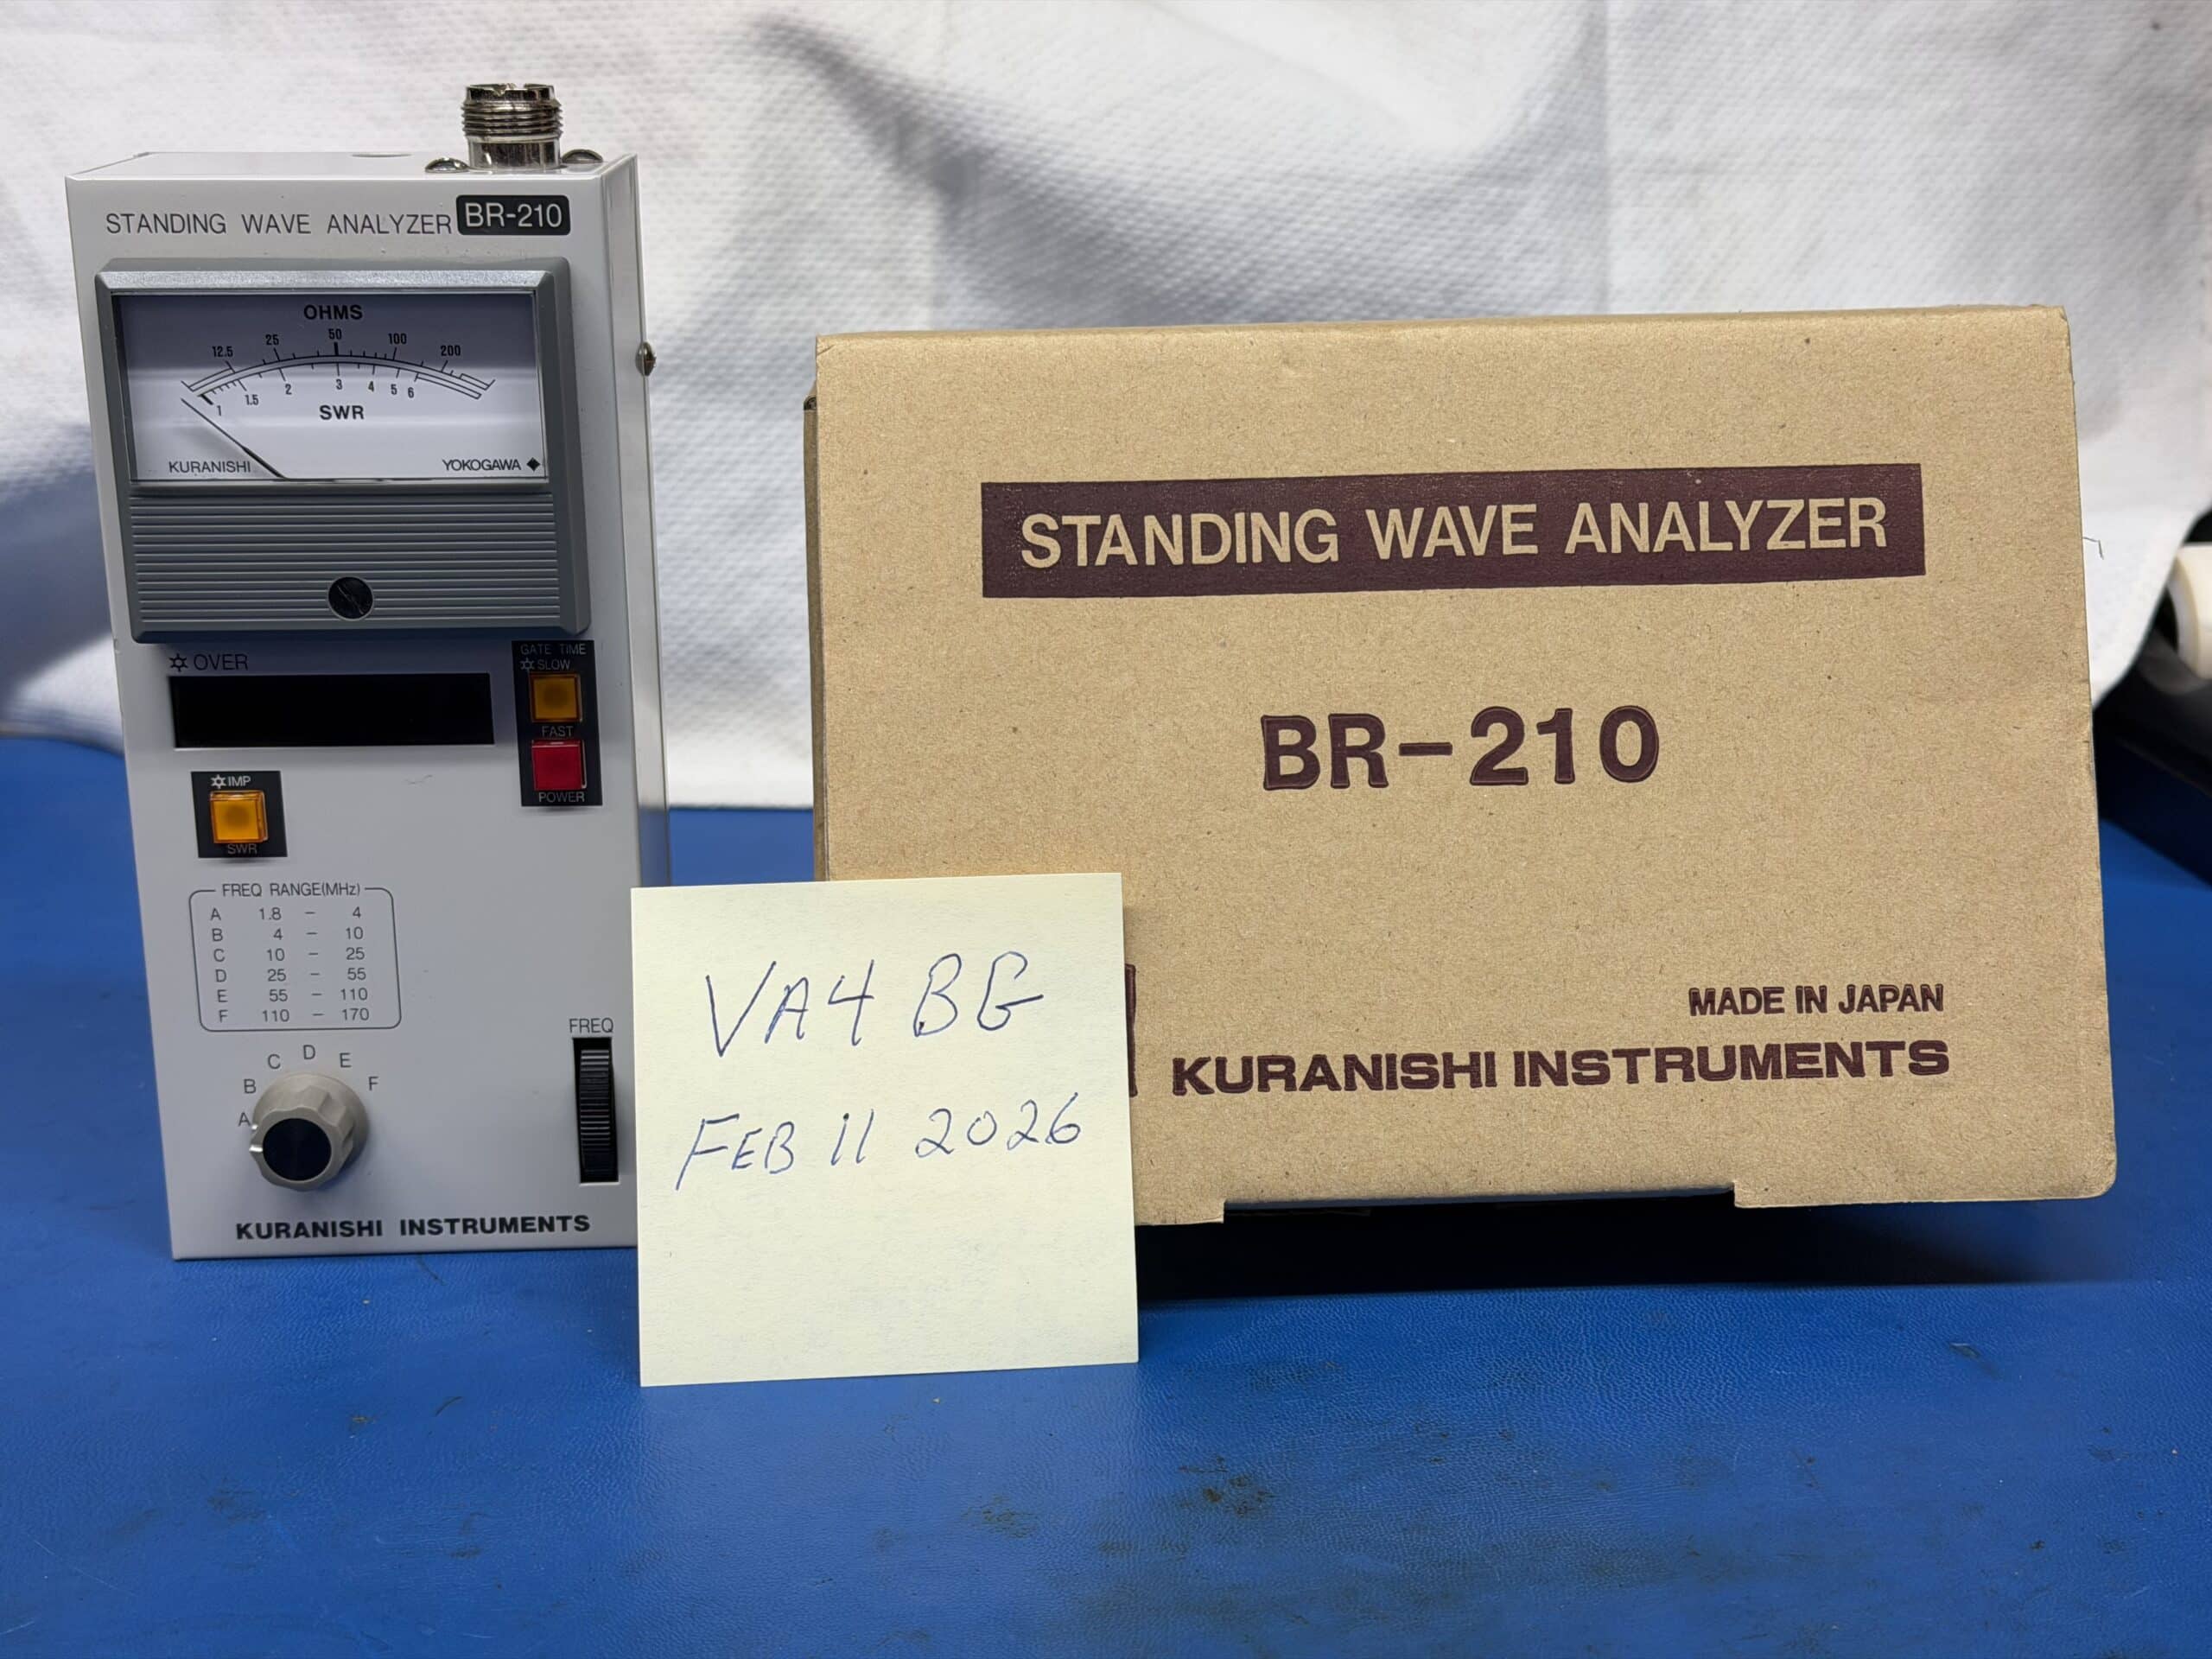 STANDING WAVE ANALYZER BR-210
OHMS
12.5 25 50 100 200
1 1.5 2 3 4 5 6
SWR
KURANISHI YOKOGAWA
OVER
GATE TIME
SLOW
FAST
POWER
IMP
SWR
FREQ RANGE(MHz)
A 1.8 - 4
B 4 - 10
C 10 - 25
D 25 - 55
E 55 - 110
F 110 - 170
FREQ
A B C D E F
KURANISHI INSTRUMENTS
VA4 BG
FEB 11 2026
STANDING WAVE ANALYZER
BR-210
MADE IN JAPAN
KURANISHI INSTRUMENTS